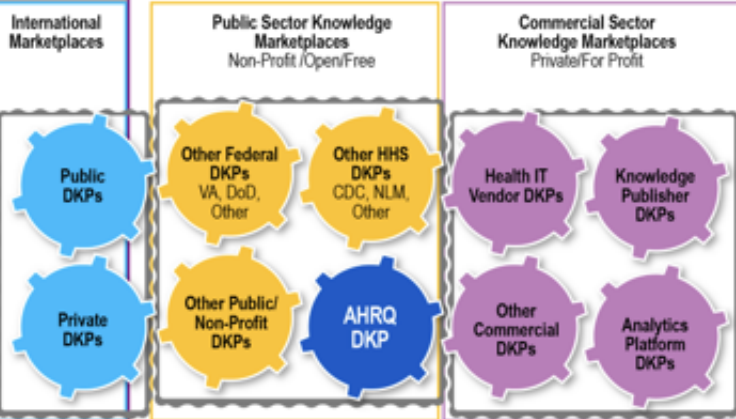 International
Marketplaces
Public Sector Knowledge
Marketplaces
Non-Profit /Open/Free
Commercial Sector
Knowledge Marketplaces
Private/For Profit
Public
DKPs
Other Federal
DKPs
VA, DoD,
Other
Other HHS
DKPs
CDC, NLM,
Other
Health IT
Vendor DKPs
Knowledge
Publisher
DKPs
Private
DKPs
Other Public/
Non-Profit
DKPs
AHRQ
DKP
Other
Commercial
DKPs
Analytics
Platform
DKPs